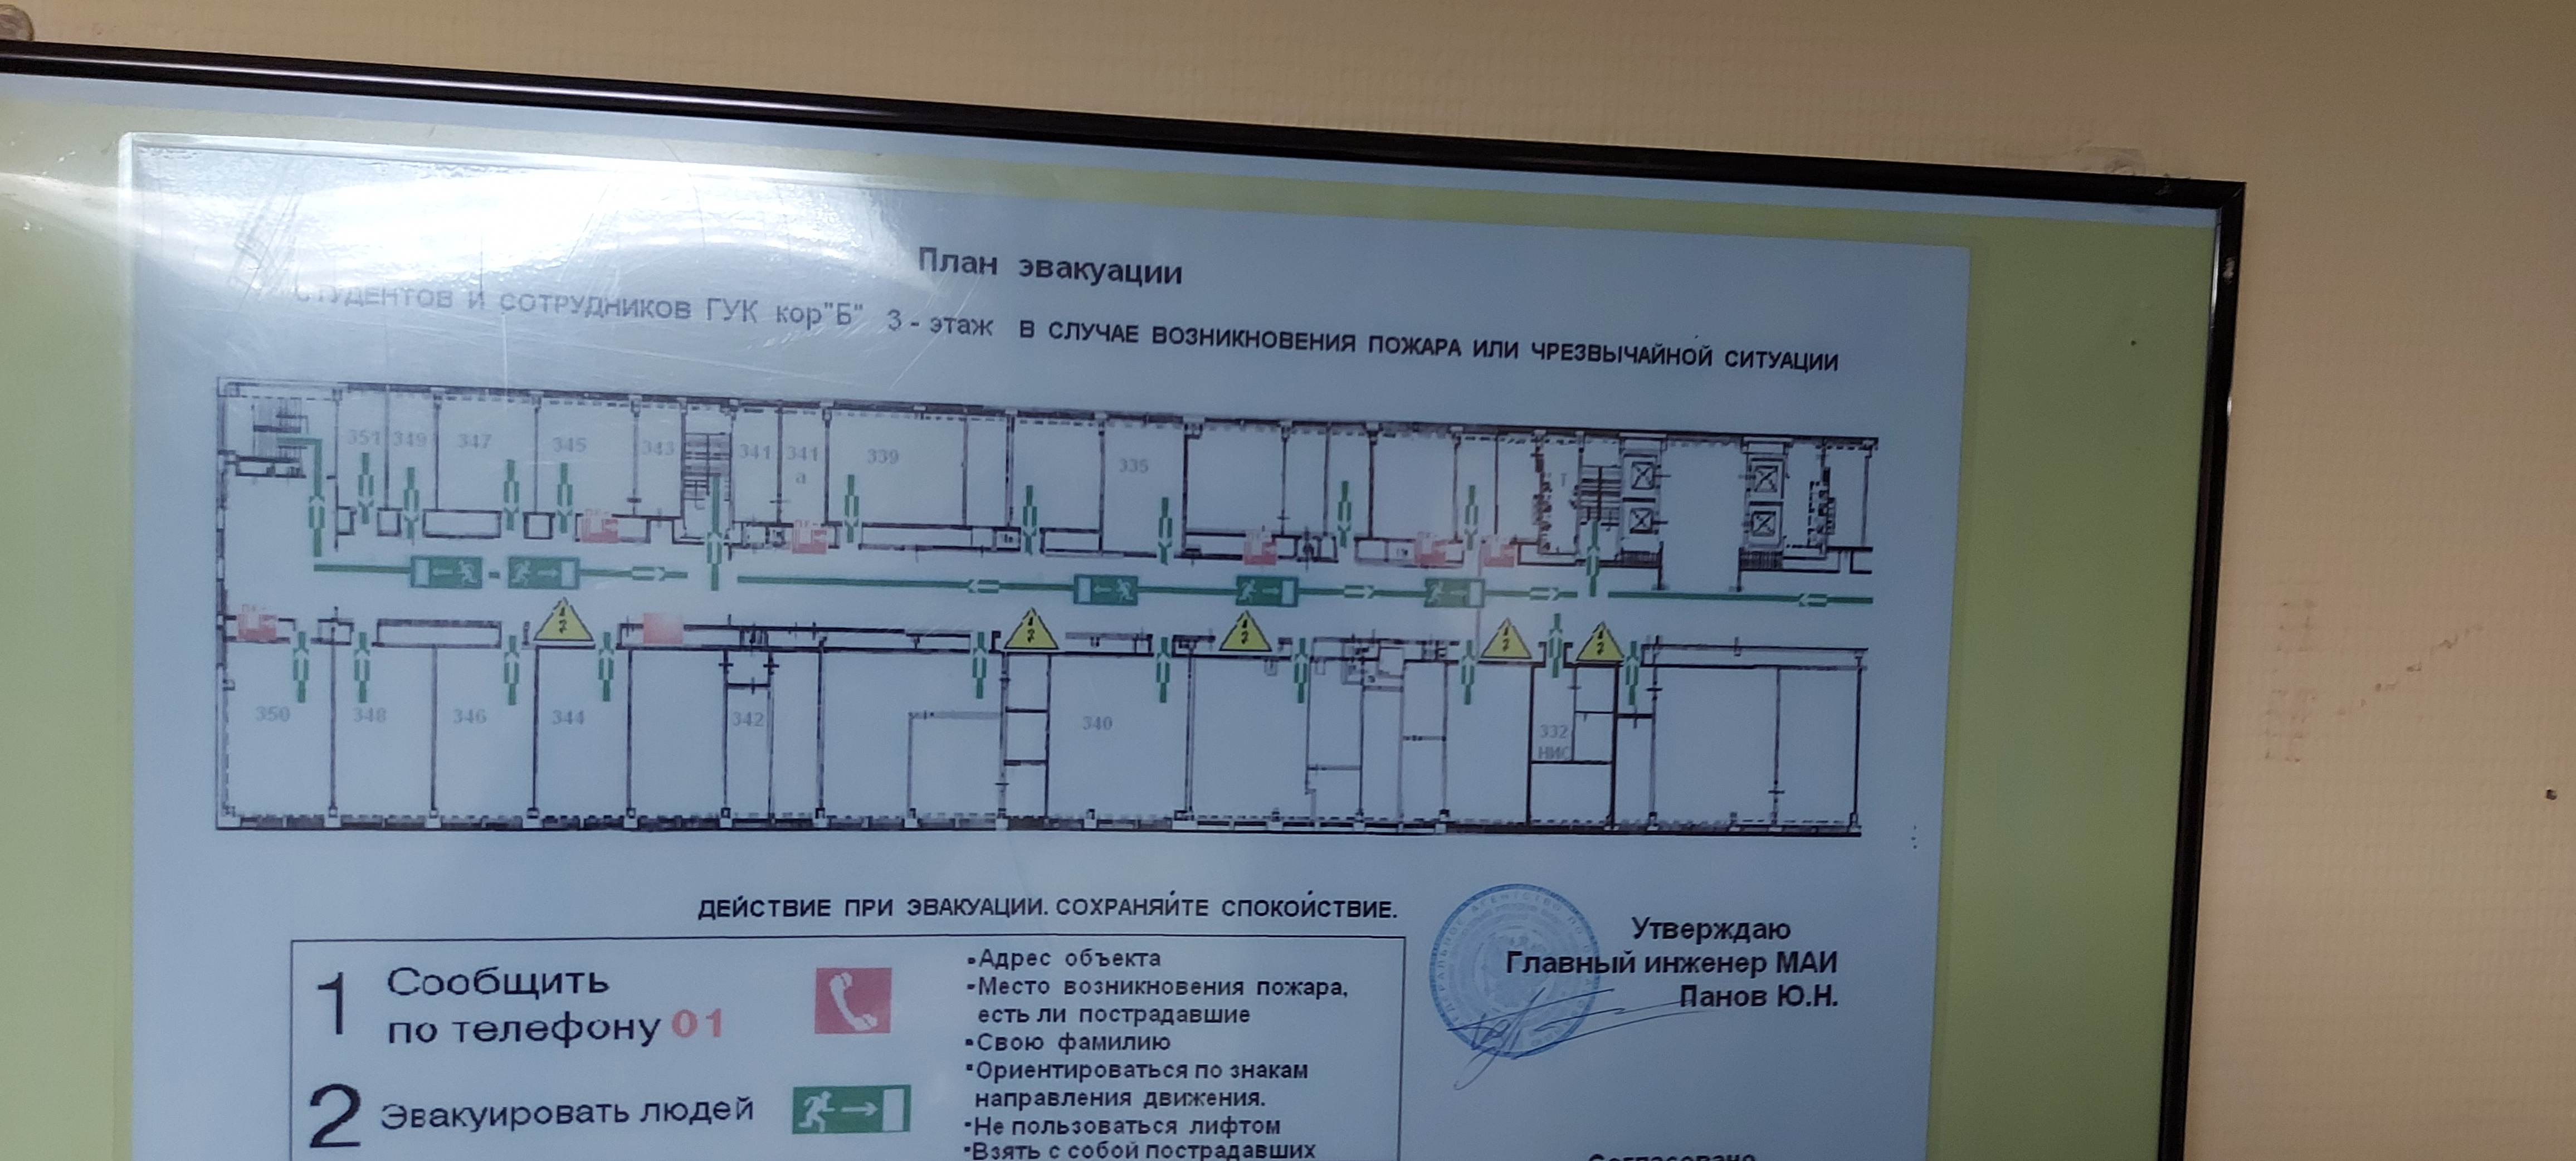 План эвакуации
СТУДЕНТОВ И СОТРУДНИКОВ ГУК кор"Б" 3 - этаж В СЛУЧАЕ ВОЗНИКНОВЕНИЯ ПОЖАРА ИЛИ ЧРЕЗВЫЧАЙНОЙ СИТУАЦИИ
351 349 347 345 343 341 341 а 339 335 Т
350 348 346 344 342 340 332 НИС
ДЕЙСТВИЕ ПРИ ЭВАКУАЦИИ. СОХРАНЯЙТЕ СПОКОЙСТВИЕ.
1 Сообщить
по телефону 01
2 Эвакуировать людей
•Адрес объекта
•Место возникновения пожара,
есть ли пострадавшие
•Свою фамилию
•Ориентироваться по знакам
направления движения.
•Не пользоваться лифтом
•Взять с собой пострадавших
Утверждаю
Главный инженер МАИ
Панов Ю.Н.
Согласовано